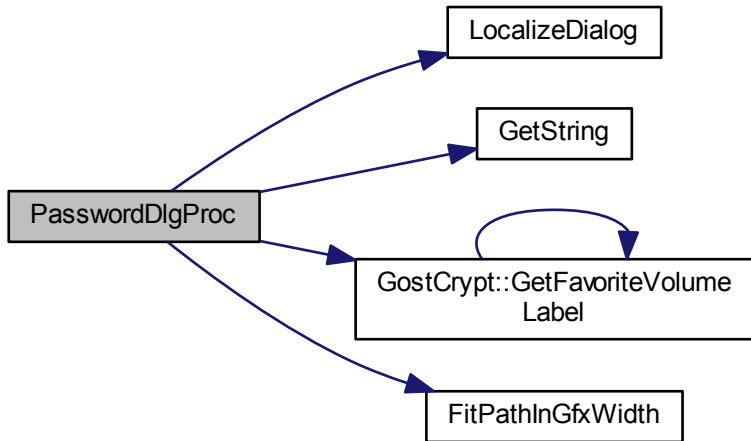 LocalizeDialog
GetString
PasswordDlgProc
GostCrypt::GetFavoriteVolume
Label
FitPathInGfxWidth